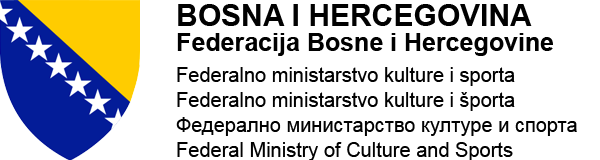 BOSNA I HERCEGOVINA
Federacija Bosne i Hercegovine
Federalno ministarstvo kulture i sporta
Federalno ministarstvo kulture i športa
Федерално министарство културе и спорта
Federal Ministry of Culture and Sports